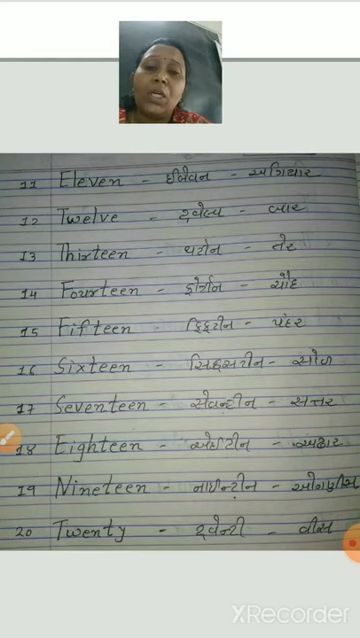 11 Eleven - ઈલેવન - અગિયાર
12 Twelve - ટ્વેલ્વ - બાર
13 Thirteen - થર્ટીન - તેર
14 Fourteen - ફોર્ટીન - ચૌદ
15 Fifteen - ફિફ્ટીન - પંદર
16 Sixteen - સિક્સટીન - સોળ
17 Seventeen - સેવન્ટીન - સત્તર
18 Eighteen - એઈટીન - અઢાર
19 Nineteen - નાઈન્ટીન - ઓગણીસ
20 Twenty - ટ્વેન્ટી - વીસ
XRecorder